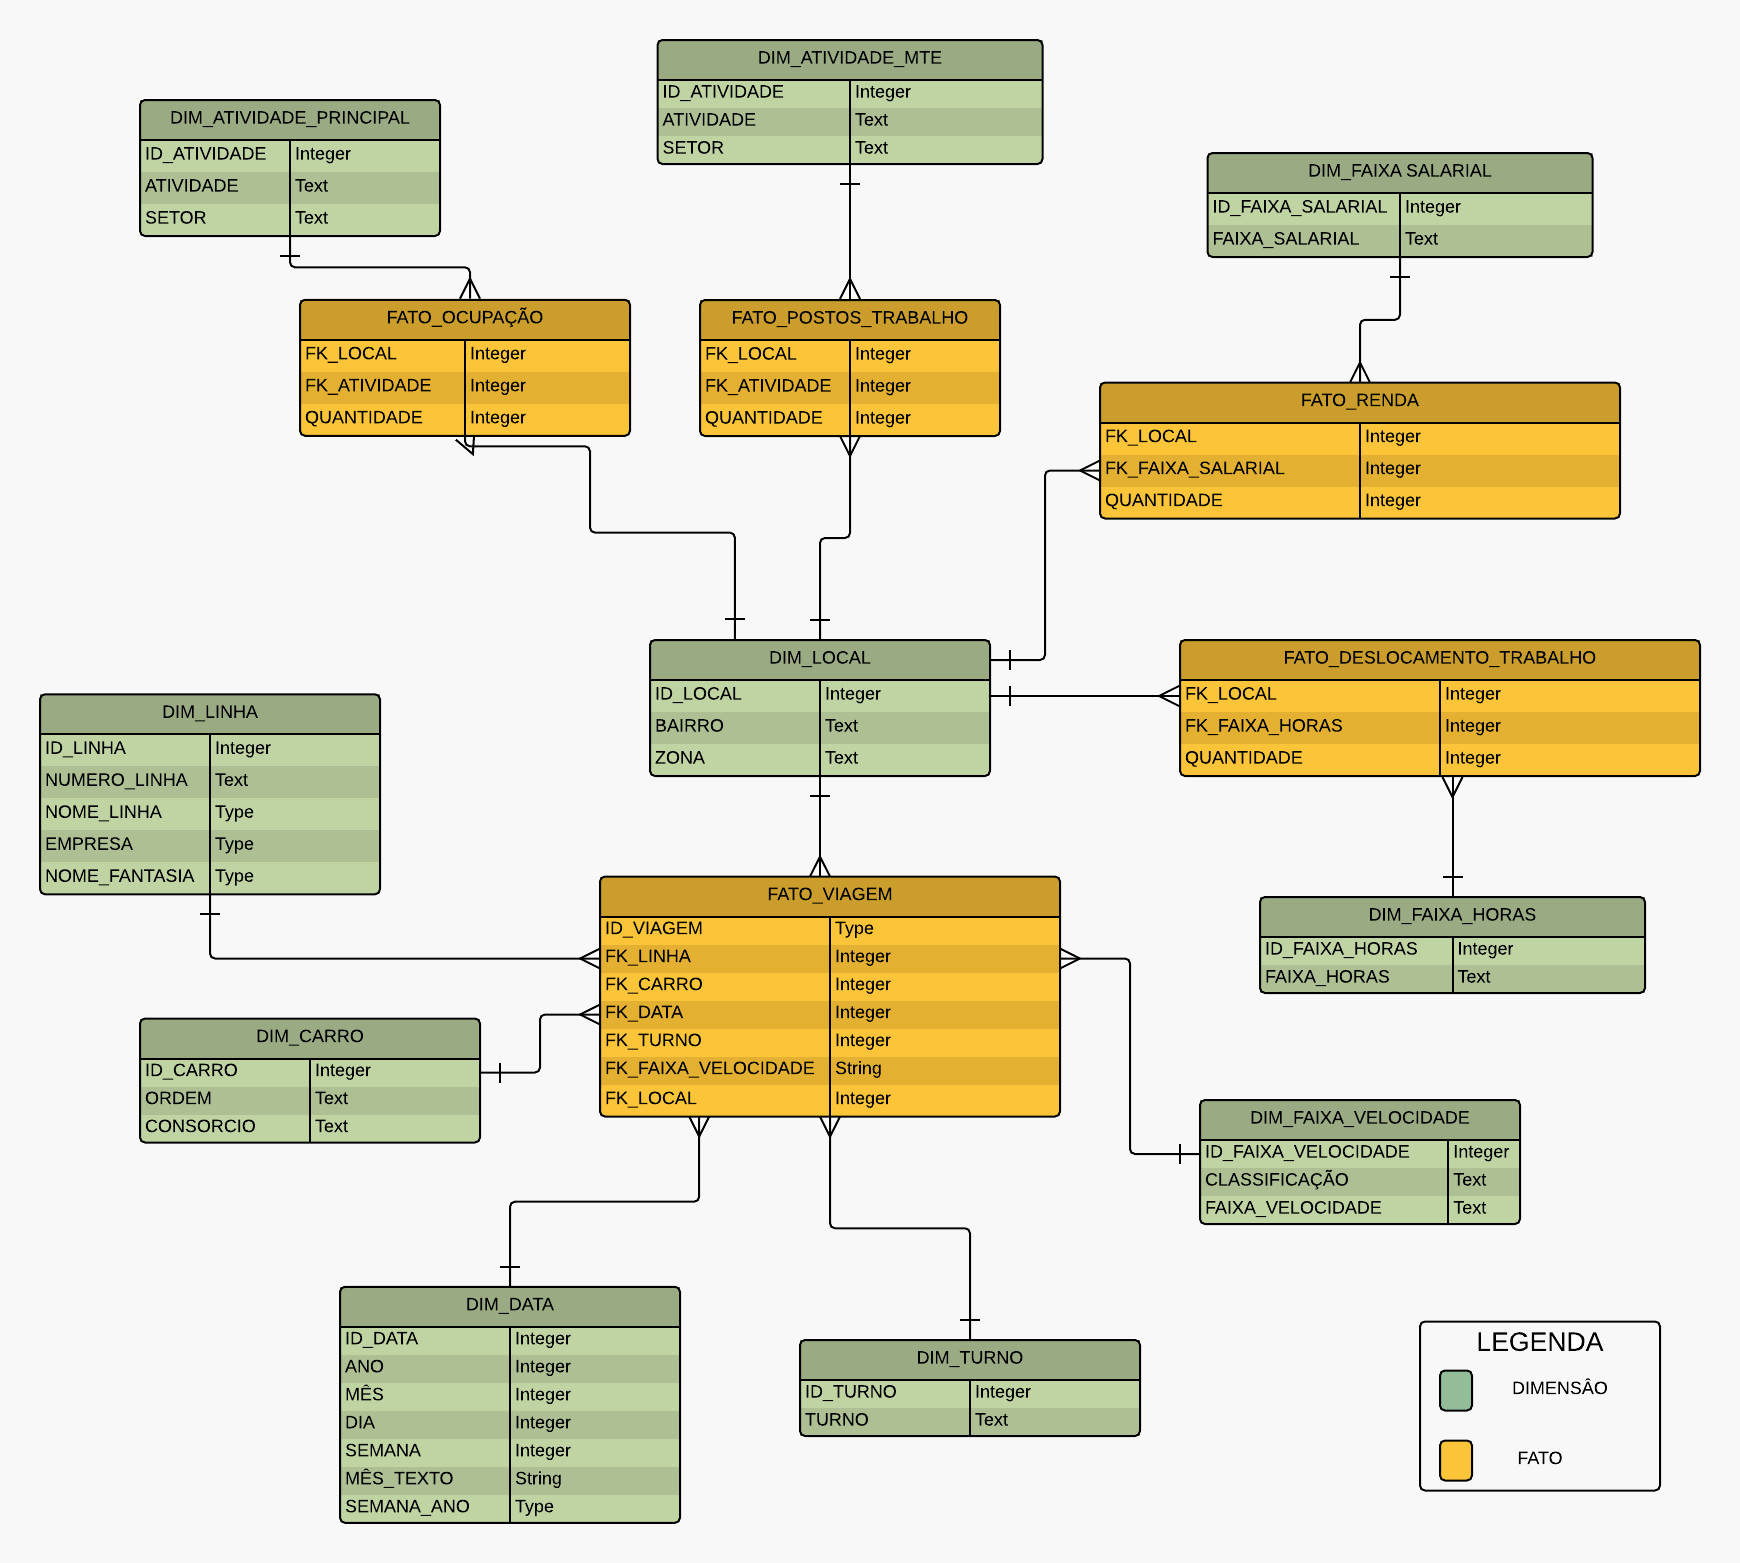 DIM_ATIVIDADE_MTE
ID_ATIVIDADE Integer
ATIVIDADE Text
SETOR Text
DIM_ATIVIDADE_PRINCIPAL
ID_ATIVIDADE Integer
ATIVIDADE Text
SETOR Text
DIM_FAIXA SALARIAL
ID_FAIXA_SALARIAL Integer
FAIXA_SALARIAL Text
FATO_OCUPAÇÃO
FK_LOCAL Integer
FK_ATIVIDADE Integer
QUANTIDADE Integer
FATO_POSTOS_TRABALHO
FK_LOCAL Integer
FK_ATIVIDADE Integer
QUANTIDADE Integer
FATO_RENDA
FK_LOCAL Integer
FK_FAIXA_SALARIAL Integer
QUANTIDADE Integer
DIM_LOCAL
ID_LOCAL Integer
BAIRRO Text
ZONA Text
FATO_DESLOCAMENTO_TRABALHO
FK_LOCAL Integer
FK_FAIXA_HORAS Integer
QUANTIDADE Integer
DIM_LINHA
ID_LINHA Integer
NUMERO_LINHA Text
NOME_LINHA Type
EMPRESA Type
NOME_FANTASIA Type
FATO_VIAGEM
ID_VIAGEM Type
FK_LINHA Integer
FK_CARRO Integer
FK_DATA Integer
FK_TURNO Integer
FK_FAIXA_VELOCIDADE String
FK_LOCAL Integer
DIM_FAIXA_HORAS
ID_FAIXA_HORAS Integer
FAIXA_HORAS Text
DIM_CARRO
ID_CARRO Integer
ORDEM Text
CONSORCIO Text
DIM_FAIXA_VELOCIDADE
ID_FAIXA_VELOCIDADE Integer
CLASSIFICAÇÃO Text
FAIXA_VELOCIDADE Text
DIM_DATA
ID_DATA Integer
ANO Integer
MÊS Integer
DIA Integer
SEMANA Integer
MÊS_TEXTO String
SEMANA_ANO Type
DIM_TURNO
ID_TURNO Integer
TURNO Text
LEGENDA
DIMENSÂO
FATO